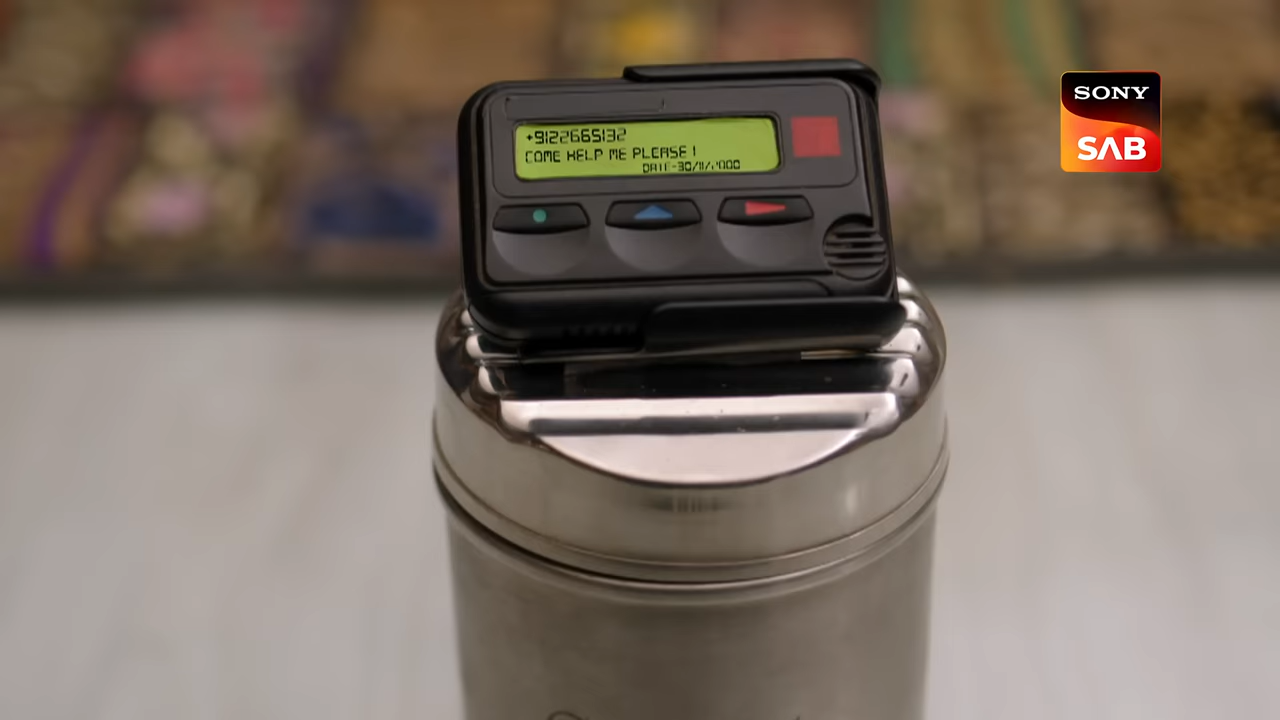 +9122665132
COME HELP ME PLEASE!
DATE-30/11/2000
SONY
SAB